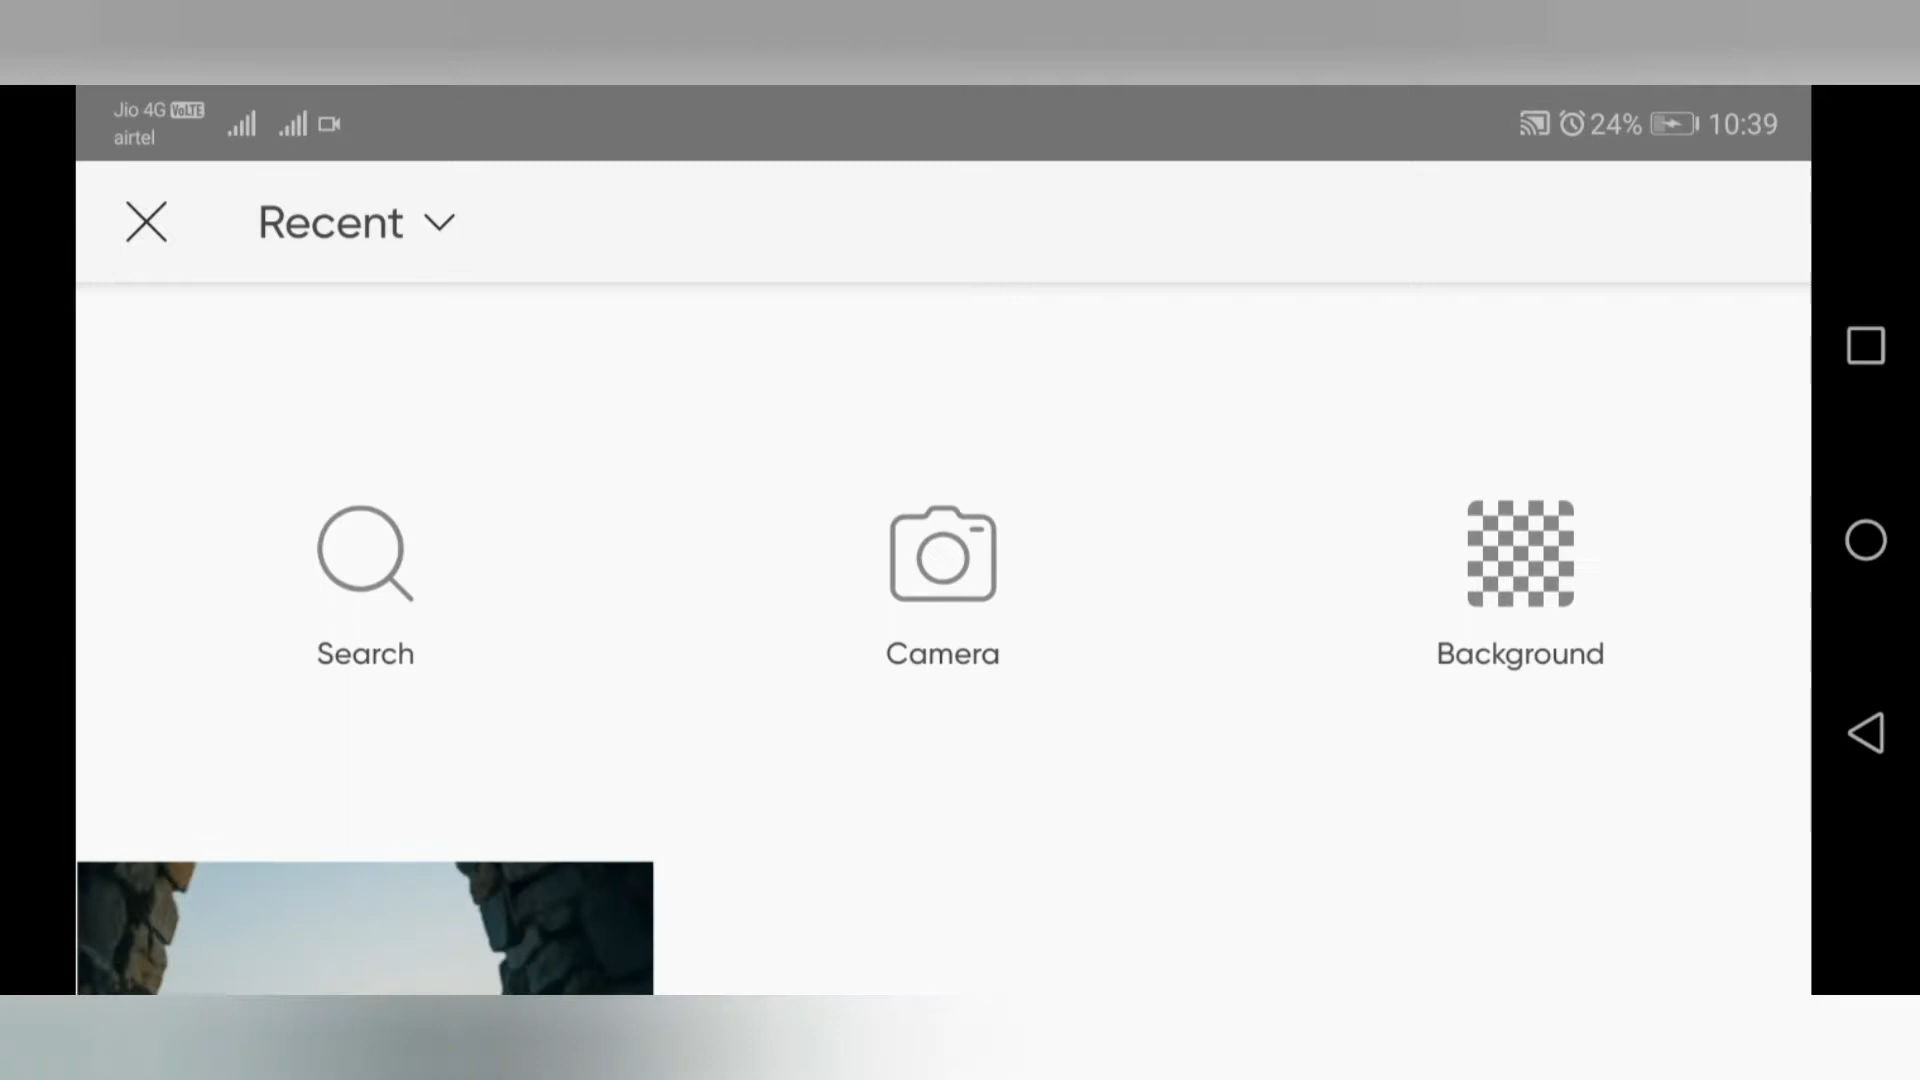 Jio 4G VoLTE
airtel
24% 10:39
Recent
Search
Camera
Background